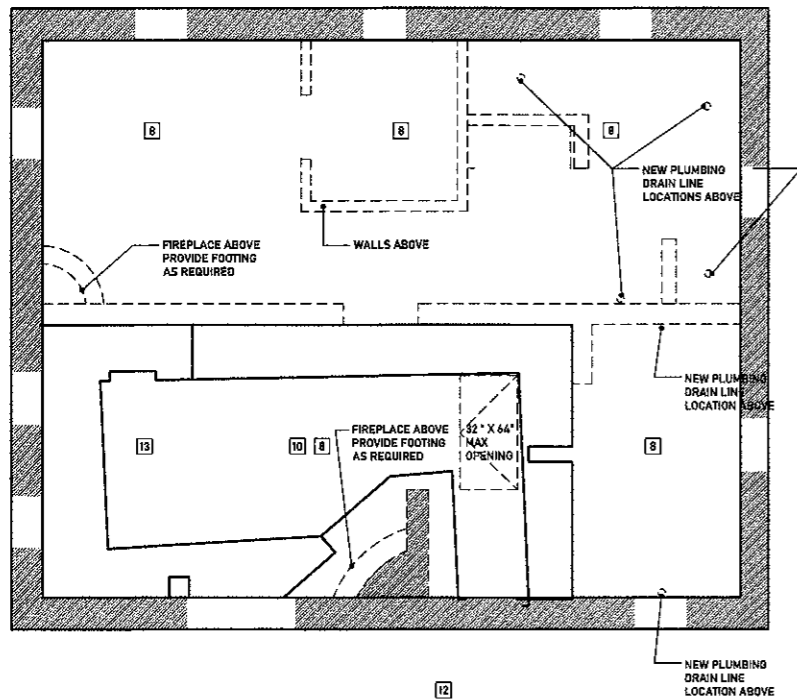 8
8
8
NEW PLUMBING
DRAIN LINE
LOCATIONS ABOVE
FIREPLACE ABOVE
PROVIDE FOOTING
AS REQUIRED
WALLS ABOVE
NEW PLUMBING
DRAIN LINE
LOCATION ABOVE
13
10 8
FIREPLACE ABOVE
PROVIDE FOOTING
AS REQUIRED
32" X 64"
MAX
OPENING
8
NEW PLUMBING
DRAIN LINE
LOCATION ABOVE
12